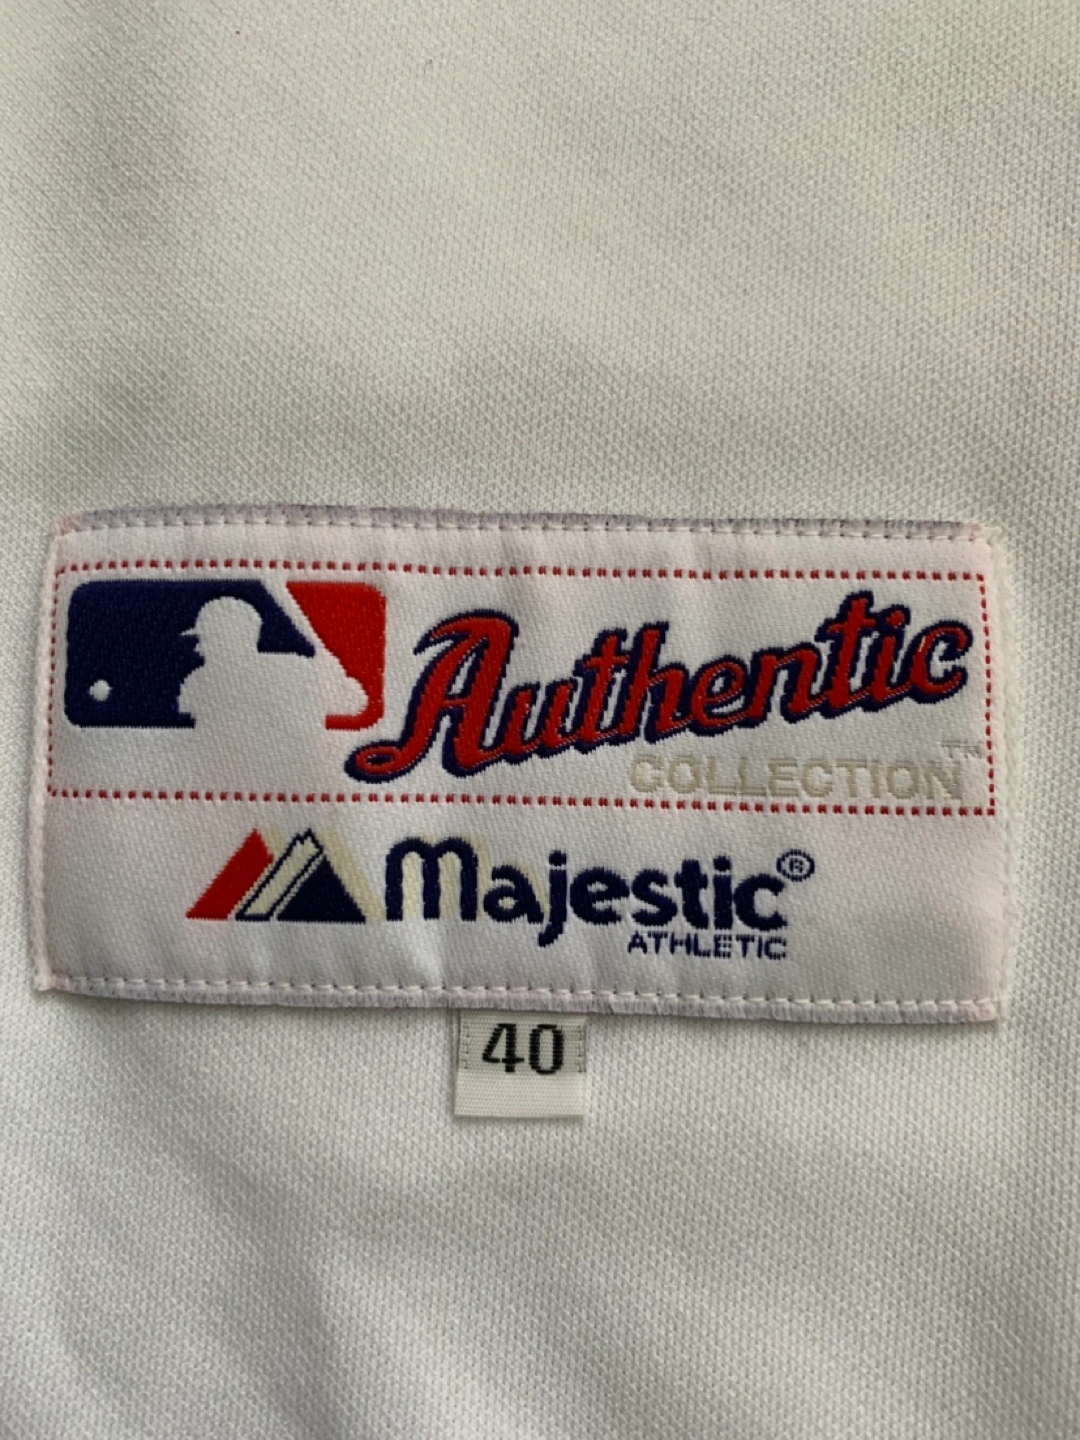 Authentic
COLLECTION™
Majestic®
ATHLETIC
40